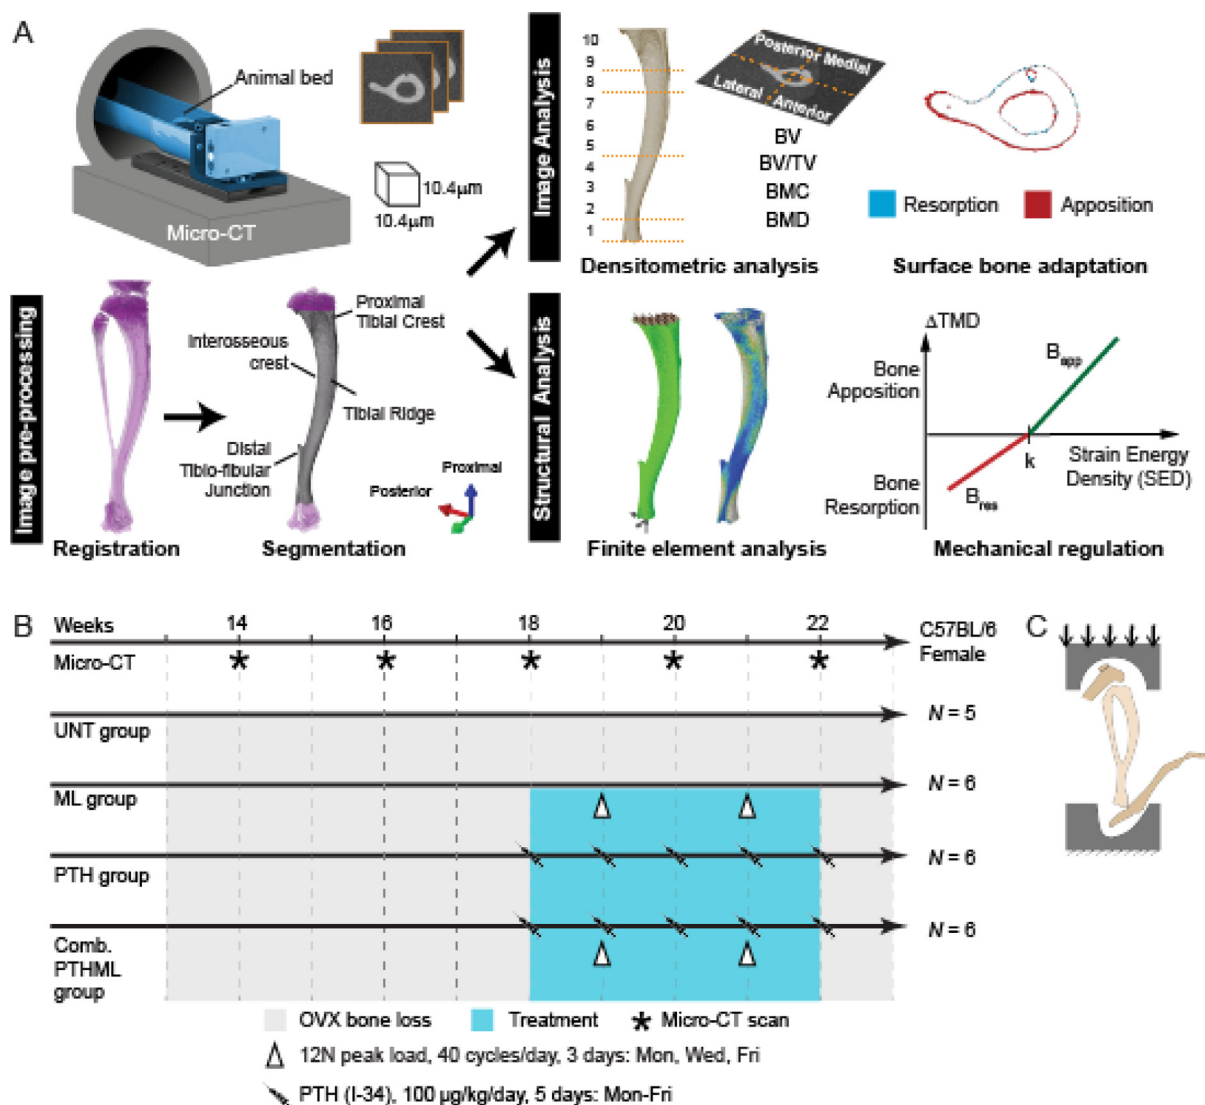 A
Animal bed
Micro-CT
10.4µm
10.4µm
Image Analysis
10
9
8
7
6
5
4
3
2
1
Posterior Medial
Lateral Anterior
BV
BV/TV
BMC
BMD
Resorption
Apposition
Densitometric analysis
Surface bone adaptation
Image pre-processing
Proximal
Tibial Crest
Interosseous
crest
Tibial Ridge
Distal
Tibio-fibular
Junction
Proximal
Posterior
Registration
Segmentation
Structural Analysis
Finite element analysis
ΔTMD
Bone
Apposition
Bapp
k
Strain Energy
Density (SED)
Bone
Resorption
Bres
Mechanical regulation
B
Weeks
14
16
18
20
22
C57BL/6
Female
C
Micro-CT
UNT group
N = 5
ML group
N = 6
PTH group
N = 6
Comb.
PTHML
group
N = 6
OVX bone loss
Treatment
Micro-CT scan
12N peak load, 40 cycles/day, 3 days: Mon, Wed, Fri
PTH (I-34), 100 µg/kg/day, 5 days: Mon-Fri